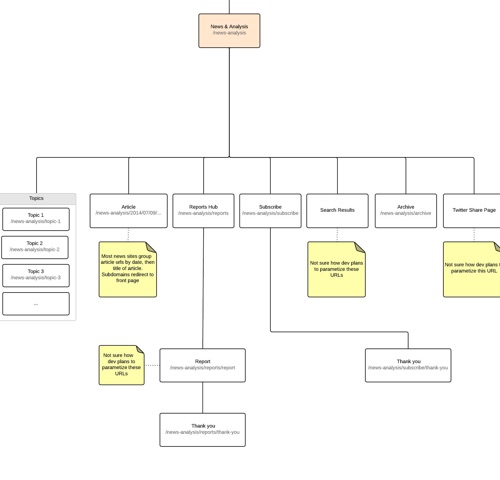 News & Analysis
/news-analysis
Topics
Topic 1
/news-analysis/topic-1
Topic 2
/news-analysis/topic-2
Topic 3
/news-analysis/topic-3
...
Article
/news-analysis/2014/07/09/...
Reports Hub
/news-analysis/reports
Subscribe
/news-analysis/subscribe
Search Results
Archive
/news-analysis/archive
Twitter Share Page
Most news sites group
article urls by date, then
title of article.
Subdomains redirect to
front page
Not sure how dev plans
to parametize these
URLs
Not sure how dev plans
parametize this URL
Not sure how
dev plans to
parametize these
URLs
Report
/news-analysis/reports/report
Thank you
/news-analysis/subscribe/thank-you
Thank you
/news-analysis/reports/thank-you